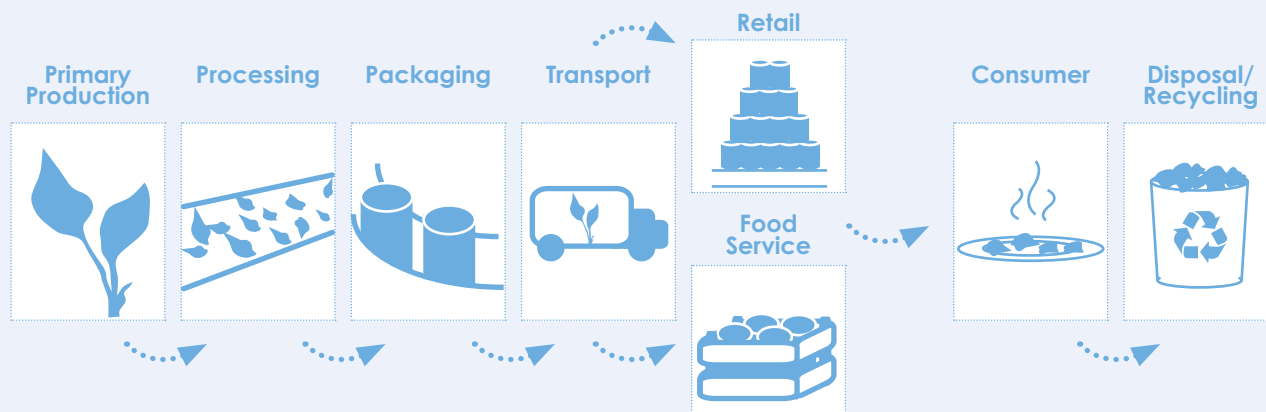 Primary
Production
Processing
Packaging
Transport
Retail
Food
Service
Consumer
Disposal/
Recycling